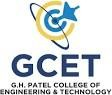 GCET
G.H. PATEL COLLEGE OF
ENGINEERING & TECHNOLOGY